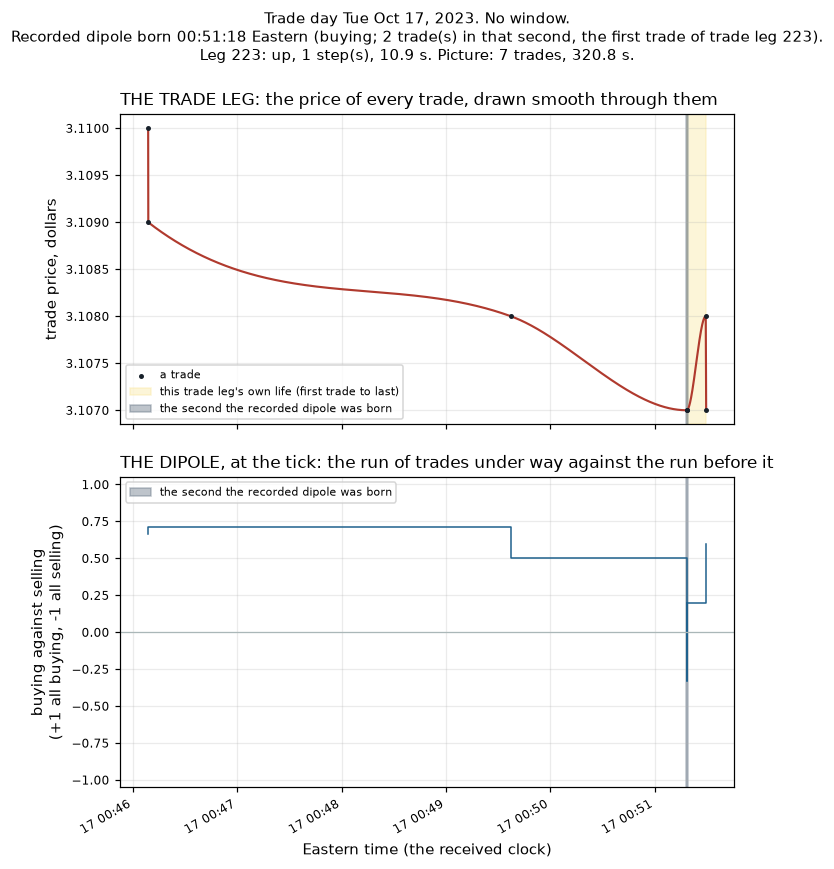 Trade day Tue Oct 17, 2023. No window.
Recorded dipole born 00:51:18 Eastern (buying; 2 trade(s) in that second, the first trade of trade leg 223).
Leg 223: up, 1 step(s), 10.9 s. Picture: 7 trades, 320.8 s.
THE TRADE LEG: the price of every trade, drawn smooth through them
3.1100
3.1095
3.1090
3.1085
3.1080
3.1075
3.1070
trade price, dollars
a trade
this trade leg's own life (first trade to last)
the second the recorded dipole was born
THE DIPOLE, at the tick: the run of trades under way against the run before it
1.00
0.75
0.50
0.25
0.00
−0.25
−0.50
−0.75
−1.00
buying against selling
(+1 all buying, -1 all selling)
the second the recorded dipole was born
17 00:46
17 00:47
17 00:48
17 00:49
17 00:50
17 00:51
Eastern time (the received clock)